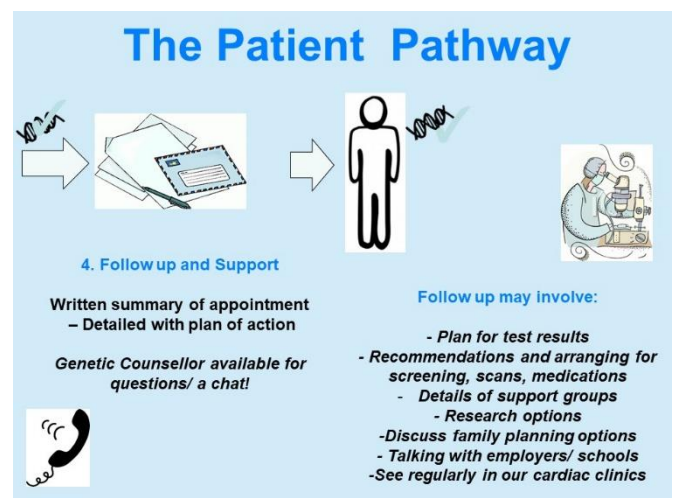 The Patient Pathway
4. Follow up and Support
Written summary of appointment
– Detailed with plan of action
Genetic Counsellor available for
questions/ a chat!
Follow up may involve:
- Plan for test results
- Recommendations and arranging for
screening, scans, medications
- Details of support groups
- Research options
-Discuss family planning options
- Talking with employers/ schools
-See regularly in our cardiac clinics